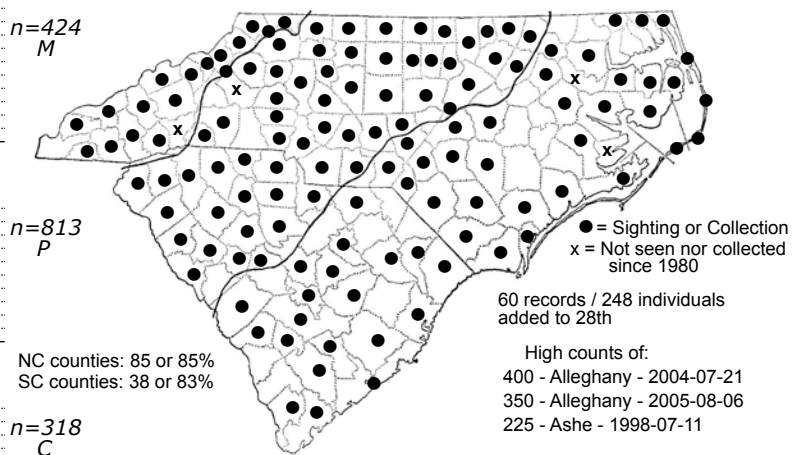 n=424
M
n=813
P
n=318
C
x
x
x
x
● = Sighting or Collection
x = Not seen nor collected
since 1980
60 records / 248 individuals
added to 28th
NC counties: 85 or 85%
SC counties: 38 or 83%
High counts of:
400 - Alleghany - 2004-07-21
350 - Alleghany - 2005-08-06
225 - Ashe - 1998-07-11